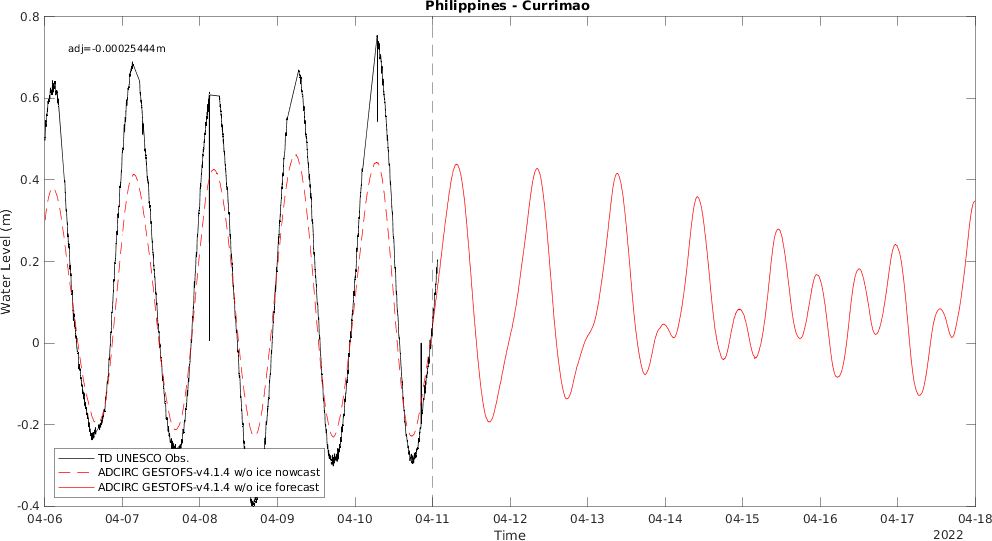 Philippines - Currimao
adj=-0.00025444m
0.8
0.6
0.4
0.2
0
-0.2
-0.4
Water Level (m)
TD UNESCO Obs.
ADCIRC GESTOFS-v4.1.4 w/o ice nowcast
ADCIRC GESTOFS-v4.1.4 w/o ice forecast
04-06 04-07 04-08 04-09 04-10 04-11 04-12 04-13 04-14 04-15 04-16 04-17 04-18
Time
2022